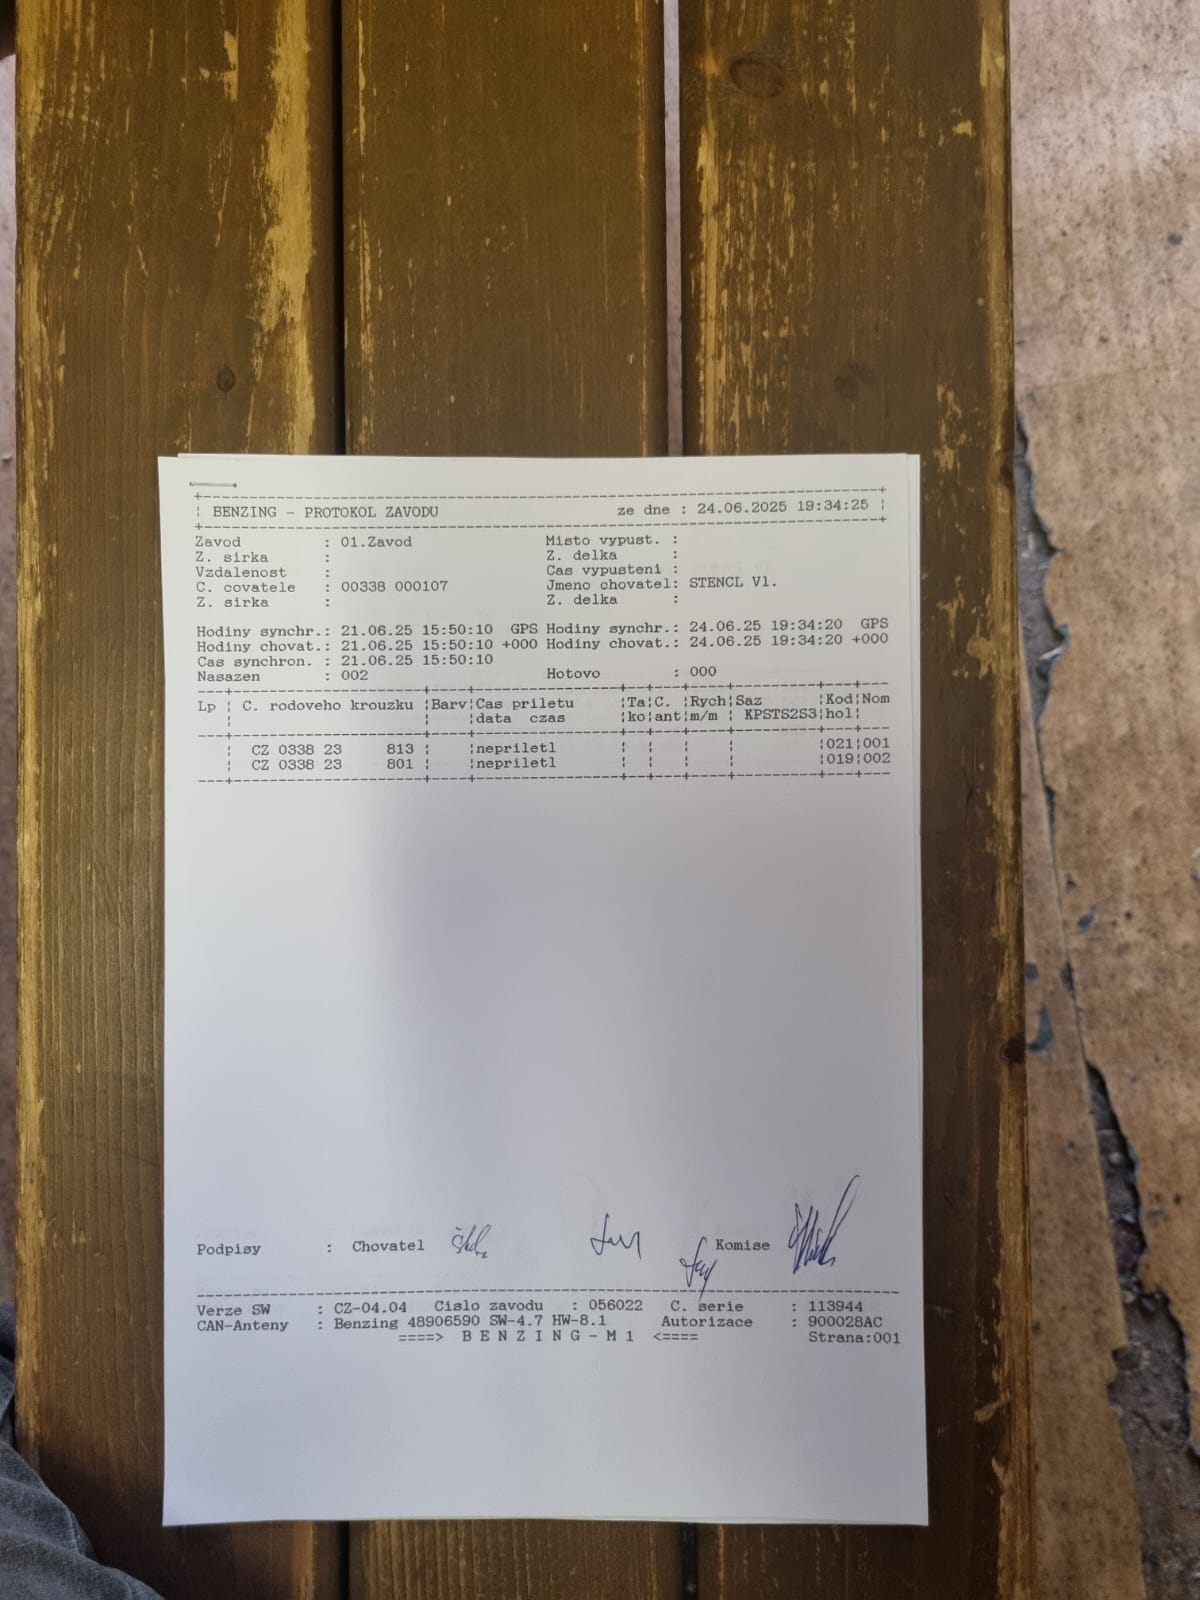 BENZING - PROTOKOL ZAVODU ze dne : 24.06.2025 19:34:25
Zavod : 01.Zavod Misto vypust. :
Z. sirka : Z. delka :
Vzdalenost : Cas vypusteni :
C. covatele : 00338 000107 Jmeno chovatel: STENCL Vl.
Z. sirka : Z. delka :
Hodiny synchr.: 21.06.25 15:50:10 GPS Hodiny synchr.: 24.06.25 19:34:20 GPS
Hodiny chovat.: 21.06.25 15:50:10 +000 Hodiny chovat.: 24.06.25 19:34:20 +000
Cas synchron. : 21.06.25 15:50:10
Nasazen : 002 Hotovo : 000
Lp ¦ C. rodoveho krouzku ¦Barv¦Cas priletu ¦Ta¦C. ¦Rych¦Saz ¦Kod¦Nom
¦ ¦ ¦data czas ¦ko¦ant¦m/m ¦ KPSTS2S3¦hol¦
¦ CZ 0338 23 813 ¦ ¦nepriletl ¦ ¦ ¦ ¦ ¦021¦001
¦ CZ 0338 23 801 ¦ ¦nepriletl ¦ ¦ ¦ ¦ ¦019¦002
Podpisy : Chovatel Komise
Verze SW : CZ-04.04 Cislo zavodu : 056022 C. serie : 113944
CAN-Anteny : Benzing 48906590 SW-4.7 HW-8.1 Autorizace : 900028AC
====> B E N Z I N G - M 1 <==== Strana:001